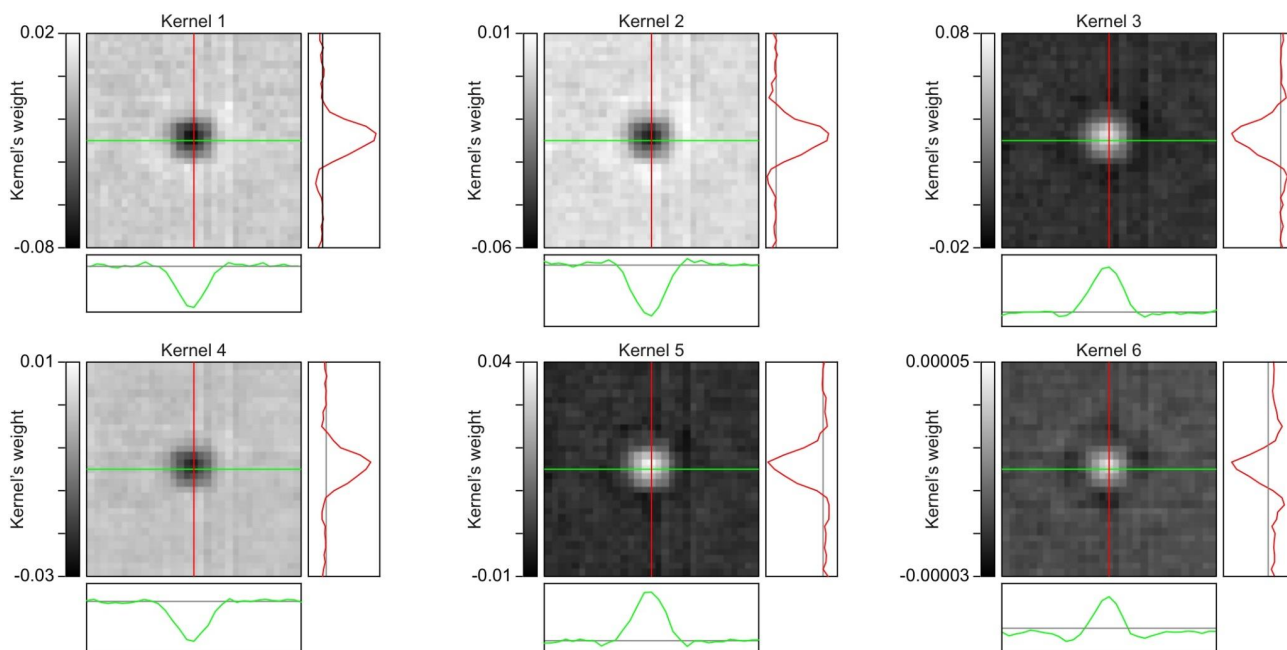 Kernel 1
Kernel 2
Kernel 3
0.02
Kernel's weight
-0.08
0.01
Kernel's weight
-0.06
0.08
Kernel's weight
-0.02
Kernel 4
Kernel 5
Kernel 6
0.01
Kernel's weight
-0.03
0.04
Kernel's weight
-0.01
0.00005
Kernel's weight
-0.00003